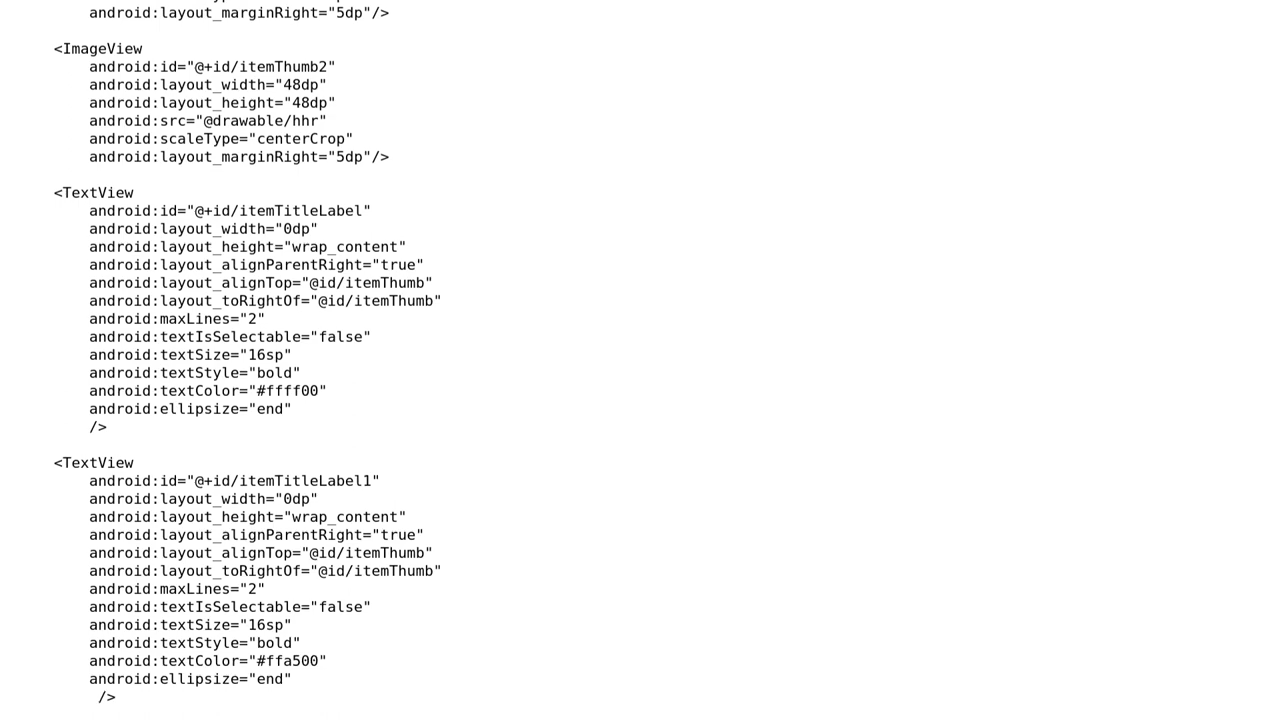 android:layout_marginRight="5dp"/>
<ImageView
android:id="@+id/itemThumb2"
android:layout_width="48dp"
android:layout_height="48dp"
android:src="@drawable/hhr"
android:scaleType="centerCrop"
android:layout_marginRight="5dp"/>
<TextView
android:id="@+id/itemTitleLabel"
android:layout_width="0dp"
android:layout_height="wrap_content"
android:layout_alignParentRight="true"
android:layout_alignTop="@id/itemThumb"
android:layout_toRightOf="@id/itemThumb"
android:maxLines="2"
android:textIsSelectable="false"
android:textSize="16sp"
android:textStyle="bold"
android:textColor="#ffff00"
android:ellipsize="end"
/>
<TextView
android:id="@+id/itemTitleLabel1"
android:layout_width="0dp"
android:layout_height="wrap_content"
android:layout_alignParentRight="true"
android:layout_alignTop="@id/itemThumb"
android:layout_toRightOf="@id/itemThumb"
android:maxLines="2"
android:textIsSelectable="false"
android:textSize="16sp"
android:textStyle="bold"
android:textColor="#ffa500"
android:ellipsize="end"
/>